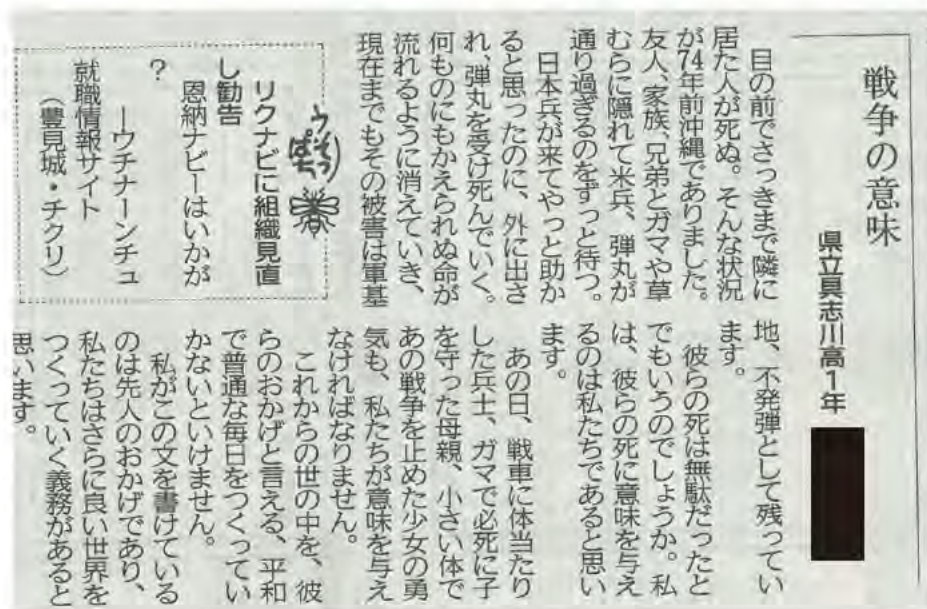 戦争の意味
県立具志川高1年
目の前でさっきまで隣に
居た人が死ぬ。そんな状況
が74年前沖縄でありました。
友人、家族、兄弟とガマや草
むらに隠れて米兵、弾丸が
通り過ぎるのをずっと待つ。
日本兵が来てやっと助か
ると思ったのに、外に出さ
れ、弾丸を受け死んでいく。
何ものにもかえられぬ命が
流れるように消えていき、
現在までもその被害は軍基
地、不発弾として残ってい
ます。
彼らの死は無駄だったと
でもいうのでしょうか。私
は、彼らの死に意味を与え
るのは私たちであると思い
ます。
あの日、戦車に体当たり
した兵士、ガマで必死に子
を守った母親、小さい体で
あの戦争を止めた少女の勇
気も、私たちが意味を与え
なければなりません。
これからの世の中を、彼
らのおかげと言える、平和
で普通な毎日をつくってい
かないといけません。
私がこの文を書けている
のは先人のおかげであり、
私たちはさらに良い世界を
つくっていく義務があると
思います。
リクナビに組織見直
し勧告
恩納ナビーはいかが
?
ーウチナーンチュ
就職情報サイト
(豊見城・チクリ)